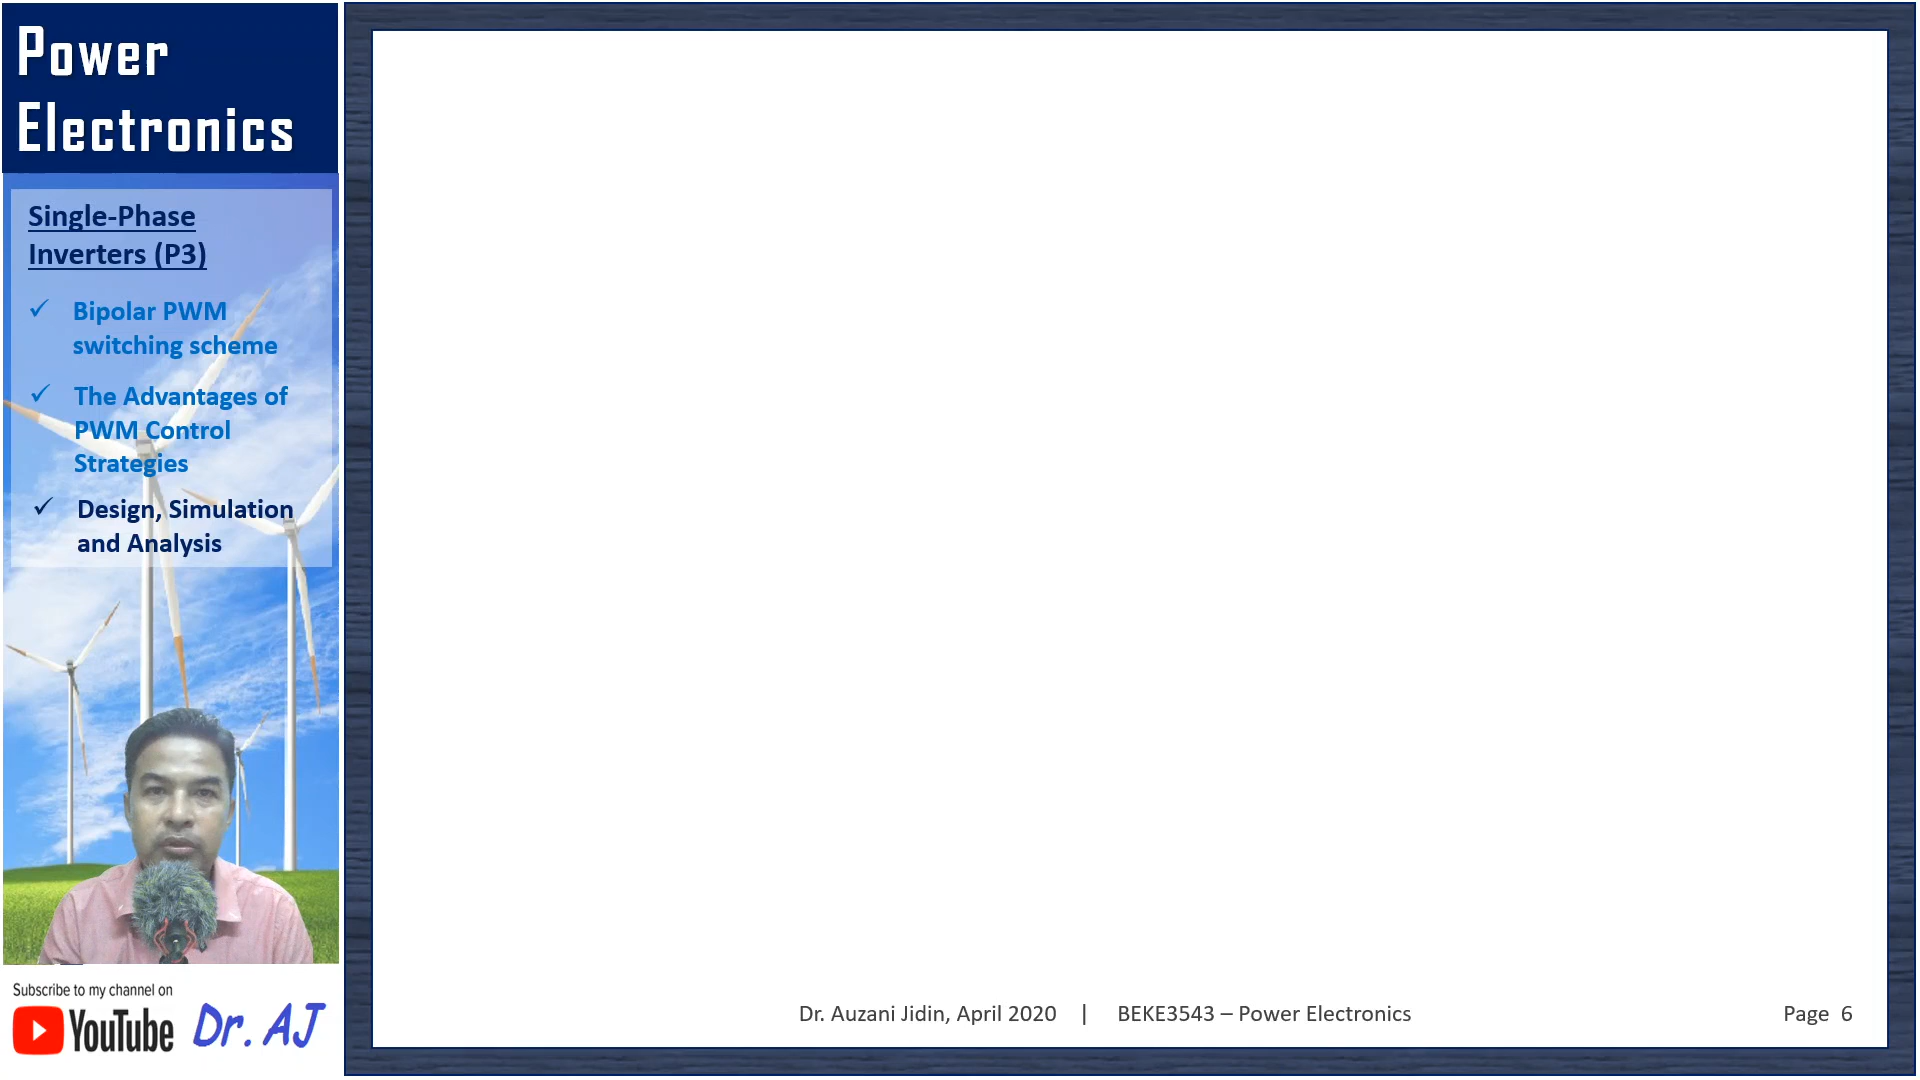 Power
Electronics
Single-Phase
Inverters (P3)
✓ Bipolar PWM
switching scheme
✓ The Advantages of
PWM Control
Strategies
✓ Design, Simulation
and Analysis
Subscribe to my channel on
YouTube Dr. AJ
Dr. Auzani Jidin, April 2020 | BEKE3543 – Power Electronics
Page 6